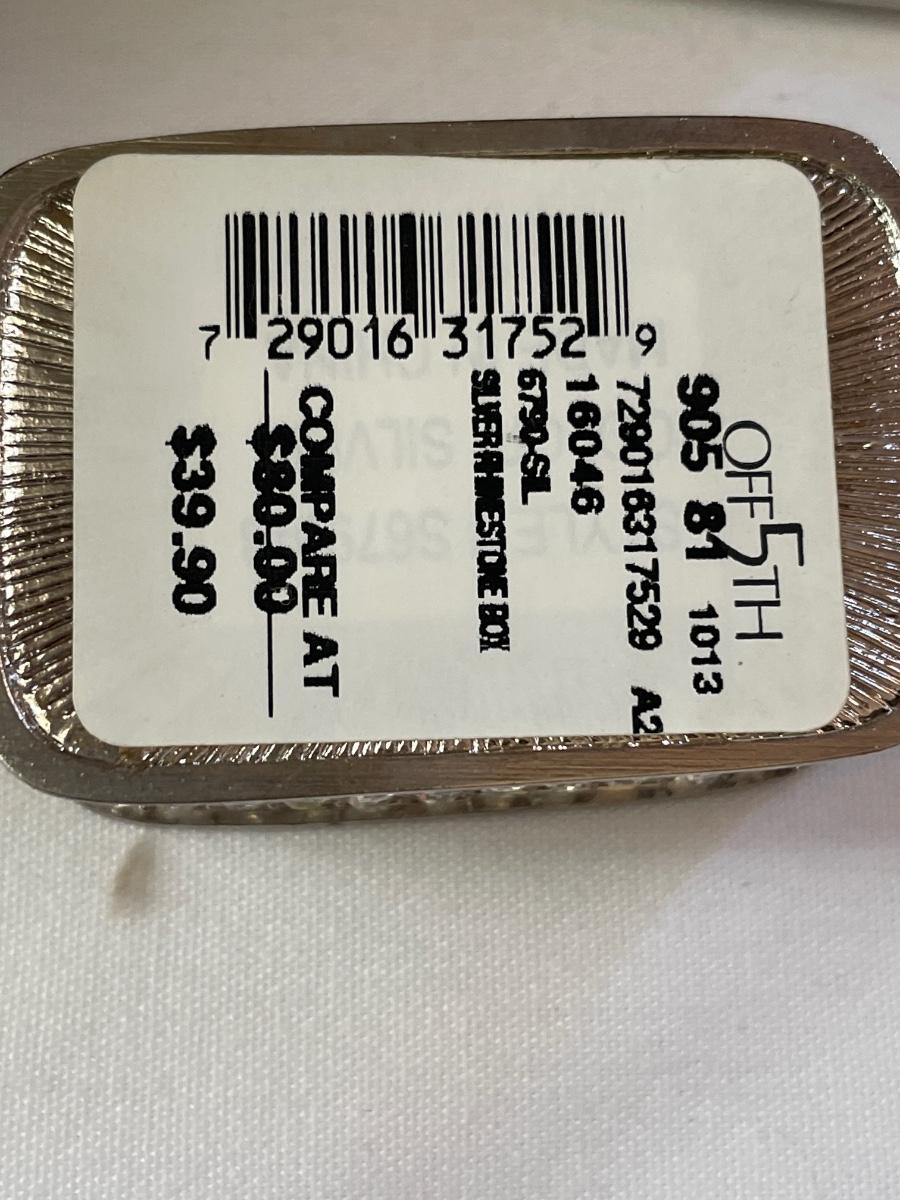 OFF 5TH
905 81 1013
729016317529 A2
16046
6790-SL
SILVER RHINESTONE BOX
COMPARE AT
$80.00
$39.90
7 29016 31752 9